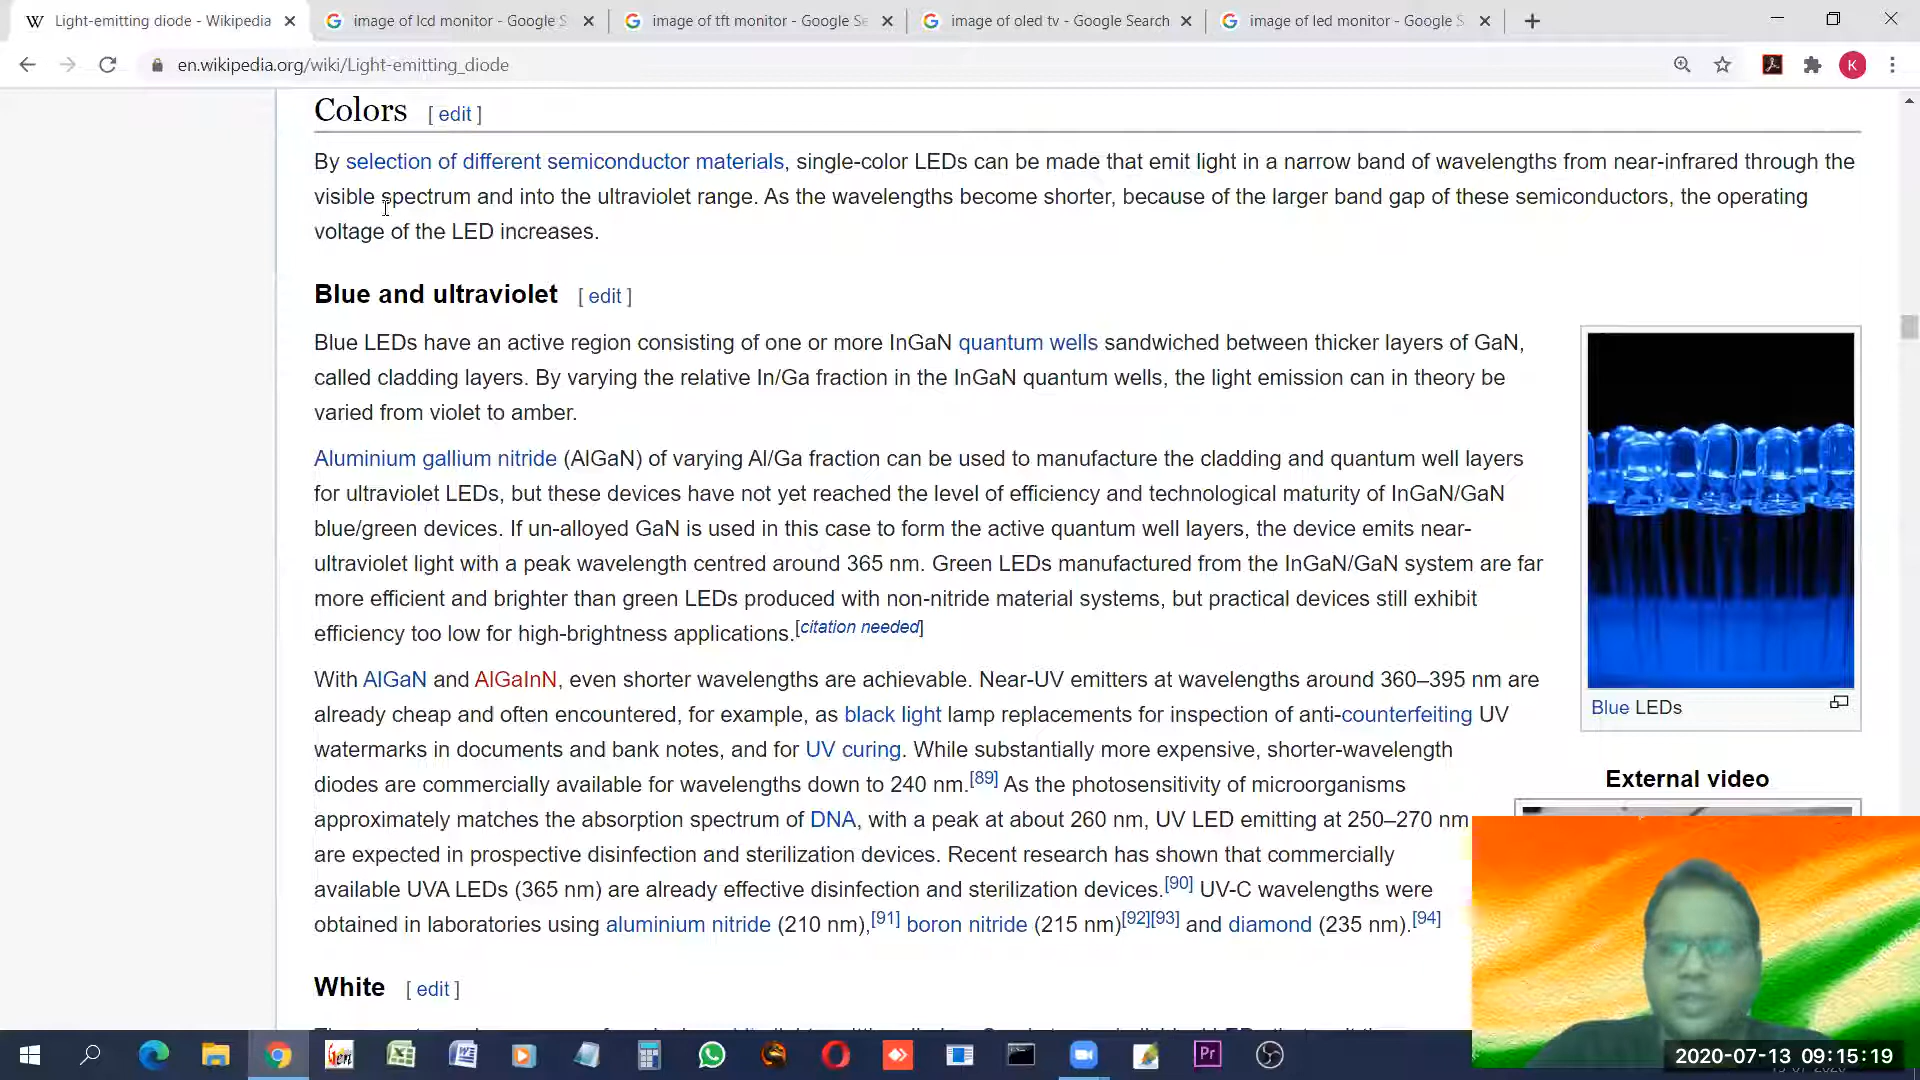 Light-emitting diode - Wikipedia
image of lcd monitor - Google S
image of tft monitor - Google Se
image of oled tv - Google Search
image of led monitor - Google S
en.wikipedia.org/wiki/Light-emitting_diode
K
Colors [ edit ]
By selection of different semiconductor materials, single-color LEDs can be made that emit light in a narrow band of wavelengths from near-infrared through the
visible spectrum and into the ultraviolet range. As the wavelengths become shorter, because of the larger band gap of these semiconductors, the operating
voltage of the LED increases.
Blue and ultraviolet [ edit ]
Blue LEDs have an active region consisting of one or more InGaN quantum wells sandwiched between thicker layers of GaN,
called cladding layers. By varying the relative In/Ga fraction in the InGaN quantum wells, the light emission can in theory be
varied from violet to amber.
Aluminium gallium nitride (AlGaN) of varying Al/Ga fraction can be used to manufacture the cladding and quantum well layers
for ultraviolet LEDs, but these devices have not yet reached the level of efficiency and technological maturity of InGaN/GaN
blue/green devices. If un-alloyed GaN is used in this case to form the active quantum well layers, the device emits near-
ultraviolet light with a peak wavelength centred around 365 nm. Green LEDs manufactured from the InGaN/GaN system are far
more efficient and brighter than green LEDs produced with non-nitride material systems, but practical devices still exhibit
efficiency too low for high-brightness applications.[citation needed]
With AlGaN and AlGaInN, even shorter wavelengths are achievable. Near-UV emitters at wavelengths around 360–395 nm are
already cheap and often encountered, for example, as black light lamp replacements for inspection of anti-counterfeiting UV
watermarks in documents and bank notes, and for UV curing. While substantially more expensive, shorter-wavelength
diodes are commercially available for wavelengths down to 240 nm.[89] As the photosensitivity of microorganisms
approximately matches the absorption spectrum of DNA, with a peak at about 260 nm, UV LED emitting at 250–270 nm
are expected in prospective disinfection and sterilization devices. Recent research has shown that commercially
available UVA LEDs (365 nm) are already effective disinfection and sterilization devices.[90] UV-C wavelengths were
obtained in laboratories using aluminium nitride (210 nm),[91] boron nitride (215 nm)[92][93] and diamond (235 nm).[94]
Blue LEDs
External video
White [ edit ]
Gen
Pr
2020-07-13 09:15:19